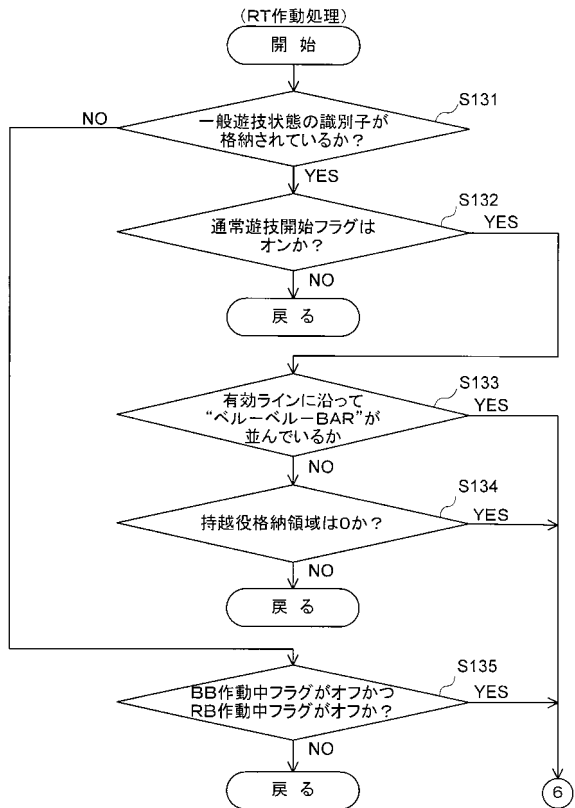 (RT作動処理)
開 始
S131
NO
一般遊技状態の識別子が
格納されているか？
YES
S132
通常遊技開始フラグは
オンか？
YES
NO
戻 る
S133
有効ラインに沿って
“ベルーベルーBAR”が
並んでいるか
YES
NO
S134
持越役格納領域は0か？
YES
NO
戻 る
S135
BB作動中フラグがオフかつ
RB作動中フラグがオフか？
YES
NO
戻 る
6